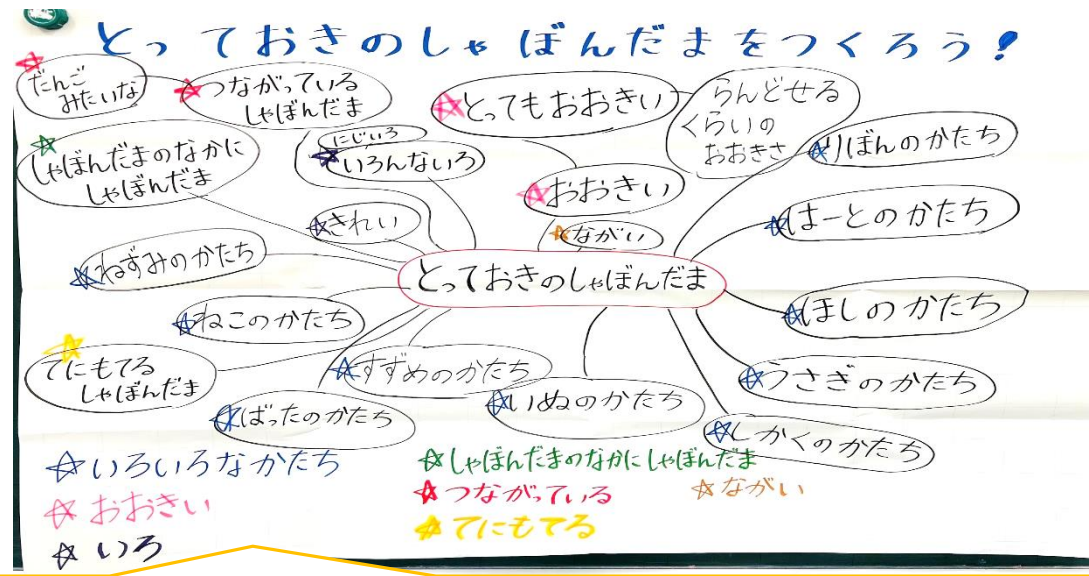 とっておきのしゃぼんだまをつくろう!
だんご
みたいな
つながっている
しゃぼんだま
とってもおおきい
らんどせる
くらいの
おおきさ
しゃぼんだまのなかに
しゃぼんだま
にじいろ
いろんないろ
りぼんのかたち
おおきい
きれい
ながい
はーとのかたち
ねずみのかたち
とっておきのしゃぼんだま
ねこのかたち
ほしのかたち
てにもてる
しゃぼんだま
すずめのかたち
うさぎのかたち
ばったのかたち
いぬのかたち
しかくのかたち
いろいろなかたち
おおきい
いろ
しゃぼんだまのなかにしゃぼんだま
つながっている
ながい
てにもてる